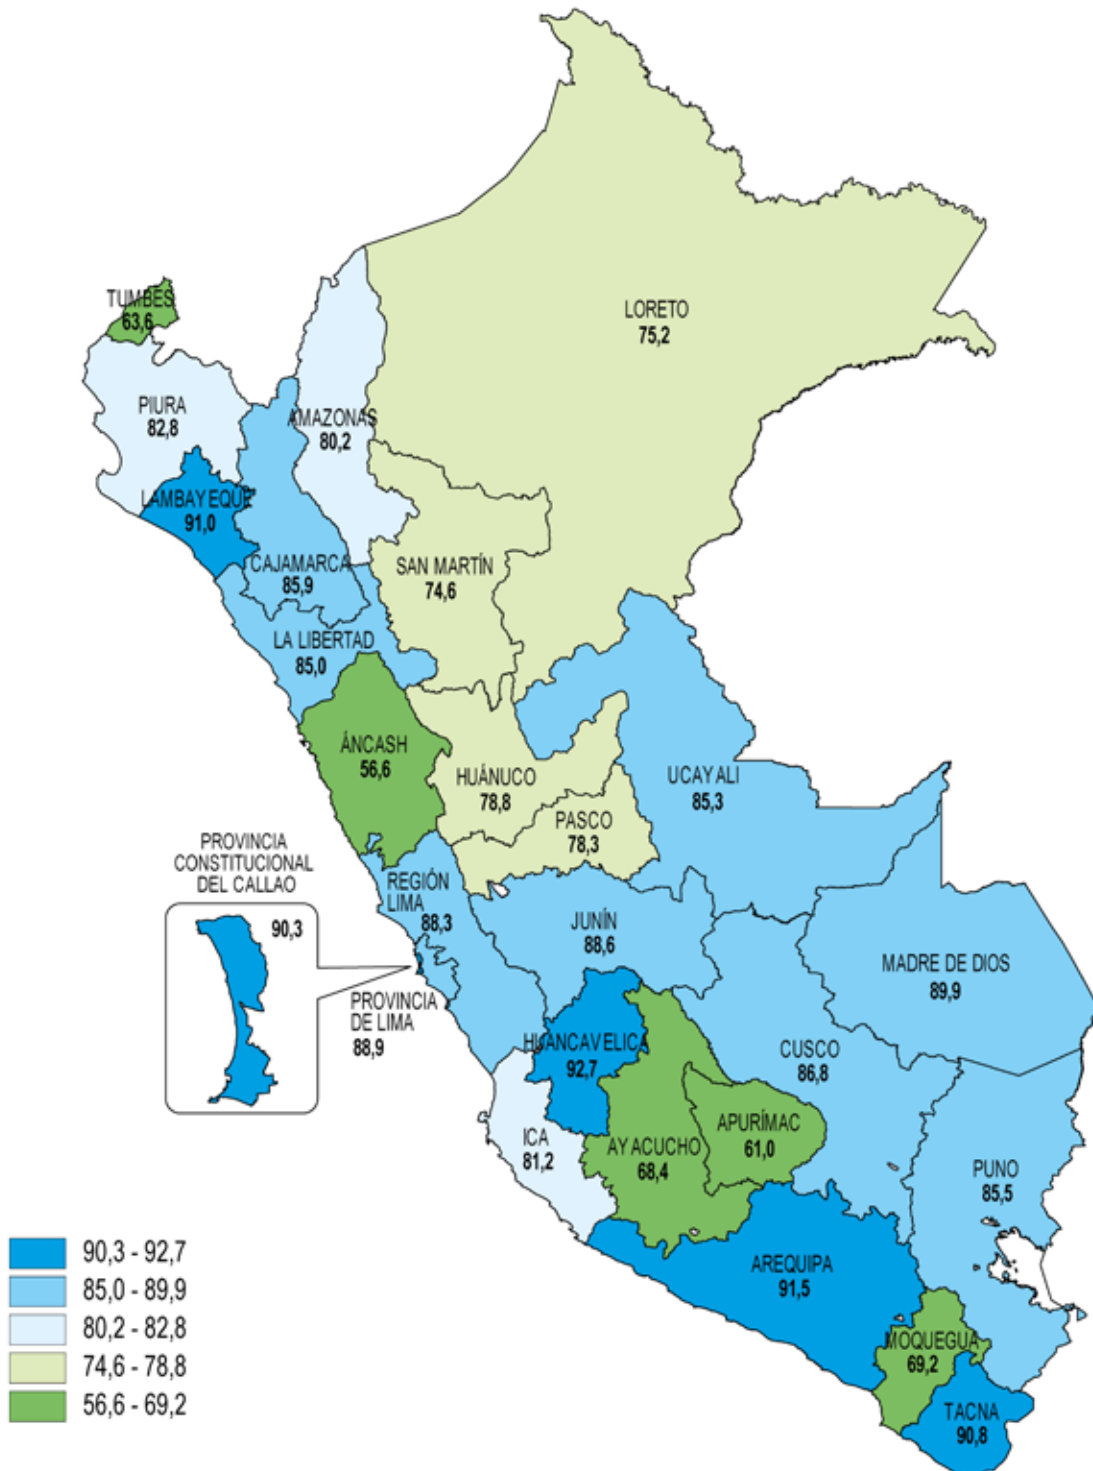 TUMBES
63,6
LORETO
75,2
PIURA
82,8
AMAZONAS
80,2
LAMBAYEQUE
91,0
CAJAMARCA
85,9
SAN MARTÍN
74,6
LA LIBERTAD
85,0
ÁNCASH
56,6
HUÁNUCO
78,8
UCAYALI
85,3
PASCO
78,3
PROVINCIA
CONSTITUCIONAL
DEL CALLAO
90,3
REGIÓN
LIMA
88,3
JUNÍN
88,6
MADRE DE DIOS
89,9
PROVINCIA
DE LIMA
88,9
HUANCAVELICA
92,7
CUSCO
86,8
ICA
81,2
AYACUCHO
68,4
APURÍMAC
61,0
PUNO
85,5
AREQUIPA
91,5
MOQUEGUA
69,2
TACNA
90,8
90,3 - 92,7
85,0 - 89,9
80,2 - 82,8
74,6 - 78,8
56,6 - 69,2